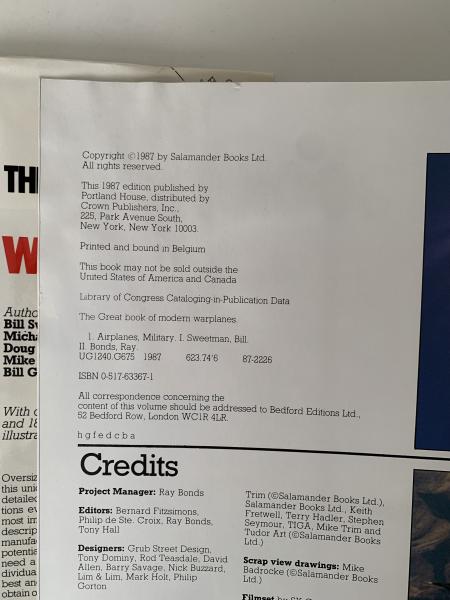 Copyright ©1987 by Salamander Books Ltd.
All rights reserved.
This 1987 edition published by
Portland House, distributed by
Crown Publishers, Inc.,
225, Park Avenue South,
New York, New York 10003.
Printed and bound in Belgium
This book may not be sold outside the
United States of America and Canada
Library of Congress Cataloging-in-Publication Data
The Great book of modern warplanes.
1. Airplanes, Military. I. Sweetman, Bill.
II. Bonds, Ray.
UG1240.G675 1987 623.74'6 87-2226
ISBN 0-517-63367-1
All correspondence concerning the
content of this volume should be addressed to Bedford Editions Ltd.,
52 Bedford Row, London WC1R 4LR.
h g f e d c b a
Credits
Project Manager: Ray Bonds
Editors: Bernard Fitzsimons,
Philip de Ste. Croix, Ray Bonds,
Tony Hall
Designers: Grub Street Design,
Tony Dominy, Rod Teasdale, David
Allen, Barry Savage, Nick Buzzard,
Lim & Lim, Mark Holt, Philip
Gorton
Trim (©Salamander Books Ltd.),
Salamander Books Ltd., Keith
Fretwell, Terry Hadler, Stephen
Seymour, TIGA, Mike Trim and
Tudor Art (©Salamander Books
Ltd.)
Scrap view drawings: Mike
Badrocke (©Salamander Books
Ltd.)
Filmset by
TH
W
Autho
Bill Sw
Micha
Doug
Mike
Bill G
With c
and 18
illustra
Oversiz
this uni
detailed
tions ev
most im
descrip
manufa
potentia
need a
dividua
best an
obtain o